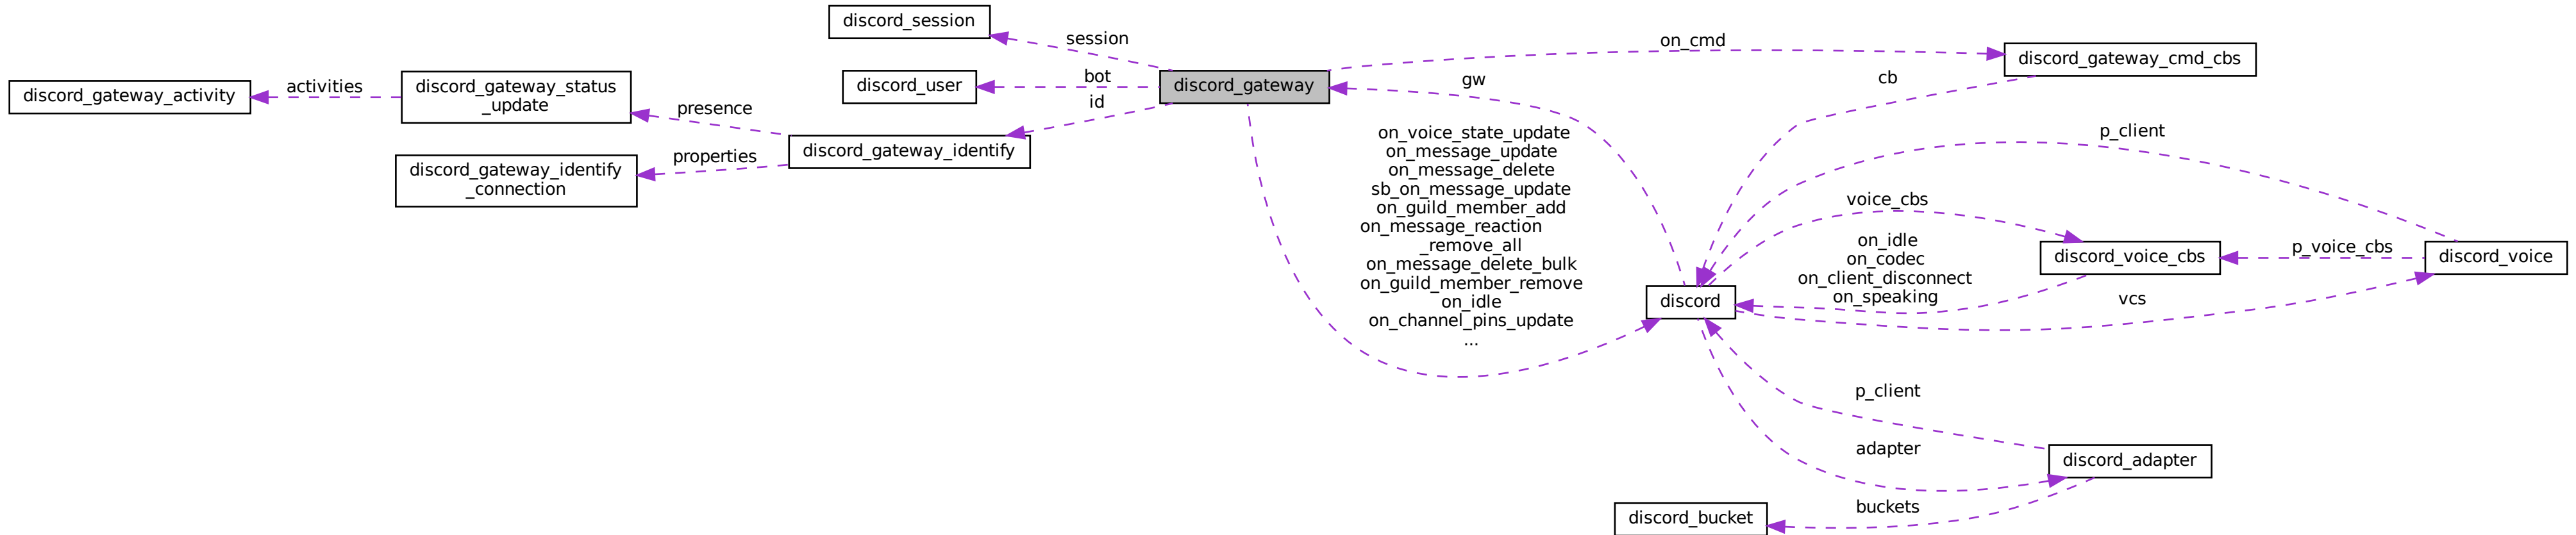 discord_session
session
discord_user
bot
discord_gateway
id
discord_gateway_activity
activities
discord_gateway_status
_update
presence
discord_gateway_identify
properties
discord_gateway_identify
_connection
on_cmd
discord_gateway_cmd_cbs
gw
cb
on_voice_state_update
on_message_update
on_message_delete
sb_on_message_update
on_guild_member_add
on_message_reaction
_remove_all
on_message_delete_bulk
on_guild_member_remove
on_idle
on_channel_pins_update
...
p_client
voice_cbs
on_idle
on_codec
on_client_disconnect
on_speaking
discord_voice_cbs
p_voice_cbs
discord_voice
discord
vcs
p_client
adapter
discord_adapter
buckets
discord_bucket